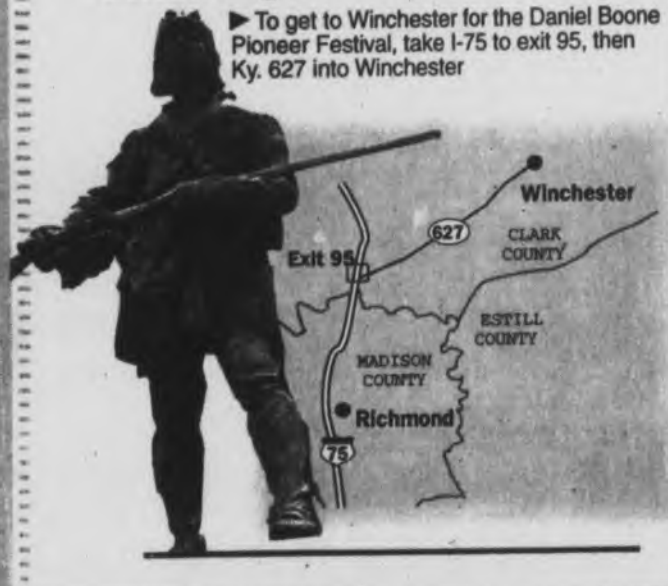 ▶ To get to Winchester for the Daniel Boone
Pioneer Festival, take I-75 to exit 95, then
Ky. 627 into Winchester
Winchester
627
CLARK
COUNTY
Exit 95
ESTILL
COUNTY
MADISON
COUNTY
Richmond
75